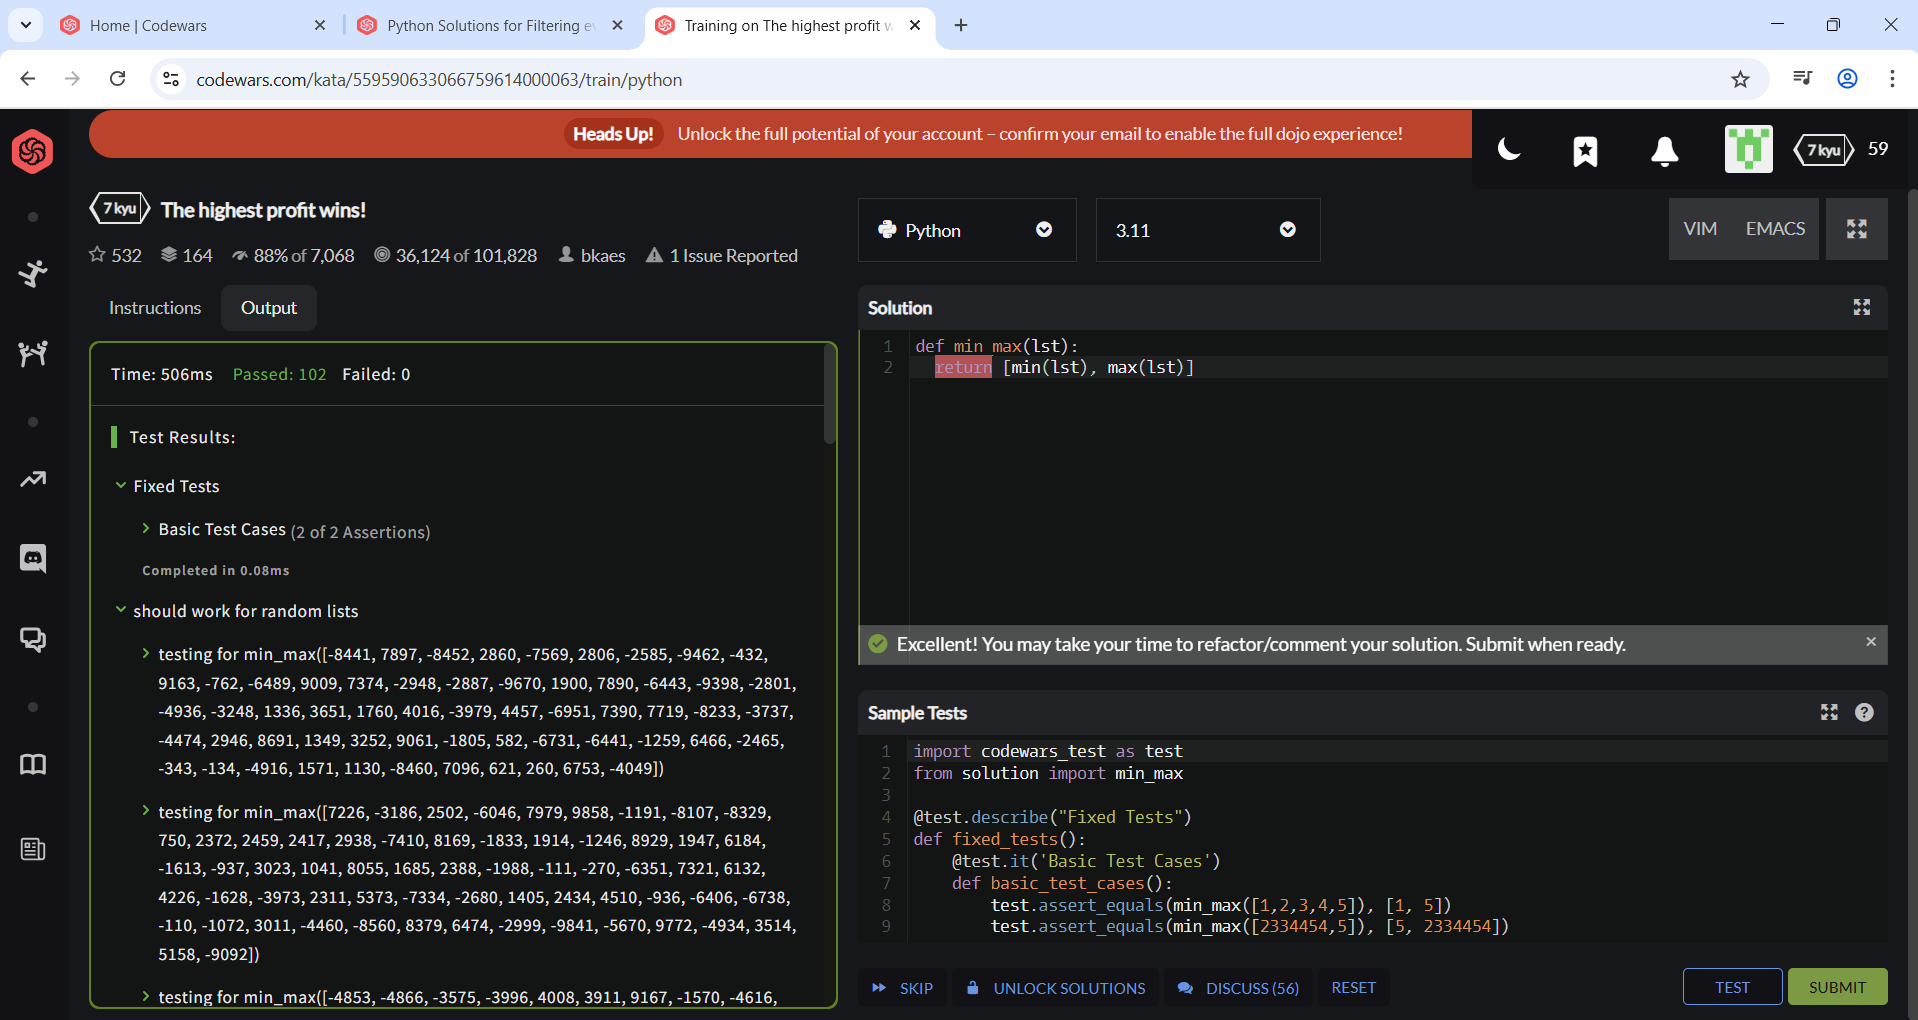 Home | Codewars
Python Solutions for Filtering ev
Training on The highest profit w
codewars.com/kata/559590633066759614000063/train/python
Heads Up! Unlock the full potential of your account – confirm your email to enable the full dojo experience!
7 kyu 59
7 kyu The highest profit wins!
532 164 88% of 7,068 36,124 of 101,828 bkaes 1 Issue Reported
Python
3.11
VIM EMACS
Instructions Output
Time: 506ms Passed: 102 Failed: 0
Test Results:
Fixed Tests
Basic Test Cases (2 of 2 Assertions)
Completed in 0.08ms
should work for random lists
testing for min_max([-8441, 7897, -8452, 2860, -7569, 2806, -2585, -9462, -432,
9163, -762, -6489, 9009, 7374, -2948, -2887, -9670, 1900, 7890, -6443, -9398, -2801,
-4936, -3248, 1336, 3651, 1760, 4016, -3979, 4457, -6951, 7390, 7719, -8233, -3737,
-4474, 2946, 8691, 1349, 3252, 9061, -1805, 582, -6731, -6441, -1259, 6466, -2465,
-343, -134, -4916, 1571, 1130, -8460, 7096, 621, 260, 6753, -4049])
testing for min_max([7226, -3186, 2502, -6046, 7979, 9858, -1191, -8107, -8329,
750, 2372, 2459, 2417, 2938, -7410, 8169, -1833, 1914, -1246, 8929, 1947, 6184,
-1613, -937, 3023, 1041, 8055, 1685, 2388, -1988, -111, -270, -6351, 7321, 6132,
4226, -1628, -3973, 2311, 5373, -7334, -2680, 1405, 2434, 4510, -936, -6406, -6738,
-110, -1072, 3011, -4460, -8560, 8379, 6474, -2999, -9841, -5670, 9772, -4934, 3514,
5158, -9092])
testing for min_max([-4853, -4866, -3575, -3996, 4008, 3911, 9167, -1570, -4616,
Solution
1 def min_max(lst):
2 return [min(lst), max(lst)]
Excellent! You may take your time to refactor/comment your solution. Submit when ready.
Sample Tests
1 import codewars_test as test
2 from solution import min_max
3
4 @test.describe("Fixed Tests")
5 def fixed_tests():
6 @test.it('Basic Test Cases')
7 def basic_test_cases():
8 test.assert_equals(min_max([1,2,3,4,5]), [1, 5])
9 test.assert_equals(min_max([2334454,5]), [5, 2334454])
SKIP UNLOCK SOLUTIONS DISCUSS (56) RESET TEST SUBMIT